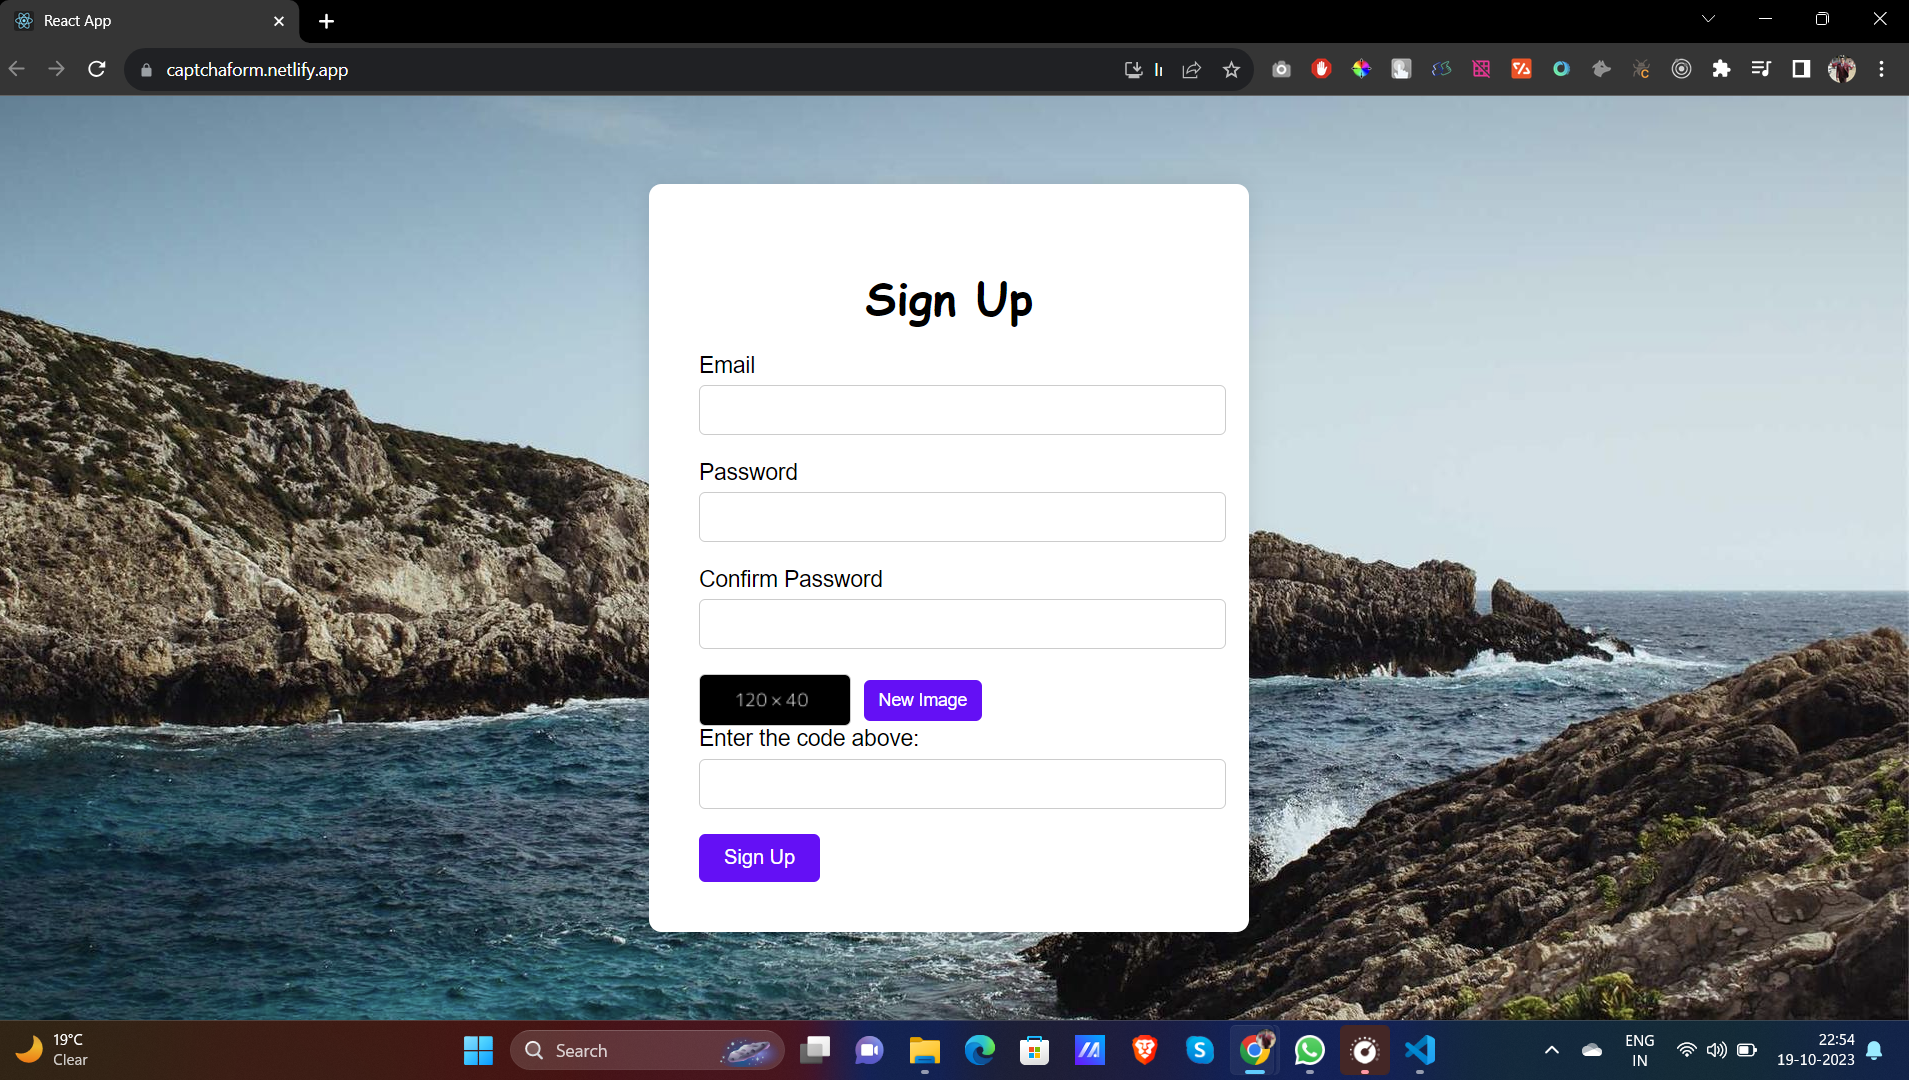 React App
captchaform.netlify.app
Sign Up
Email
Password
Confirm Password
120 × 40
New Image
Enter the code above:
Sign Up
19°C
Clear
Search
ENG
IN
22:54
19-10-2023